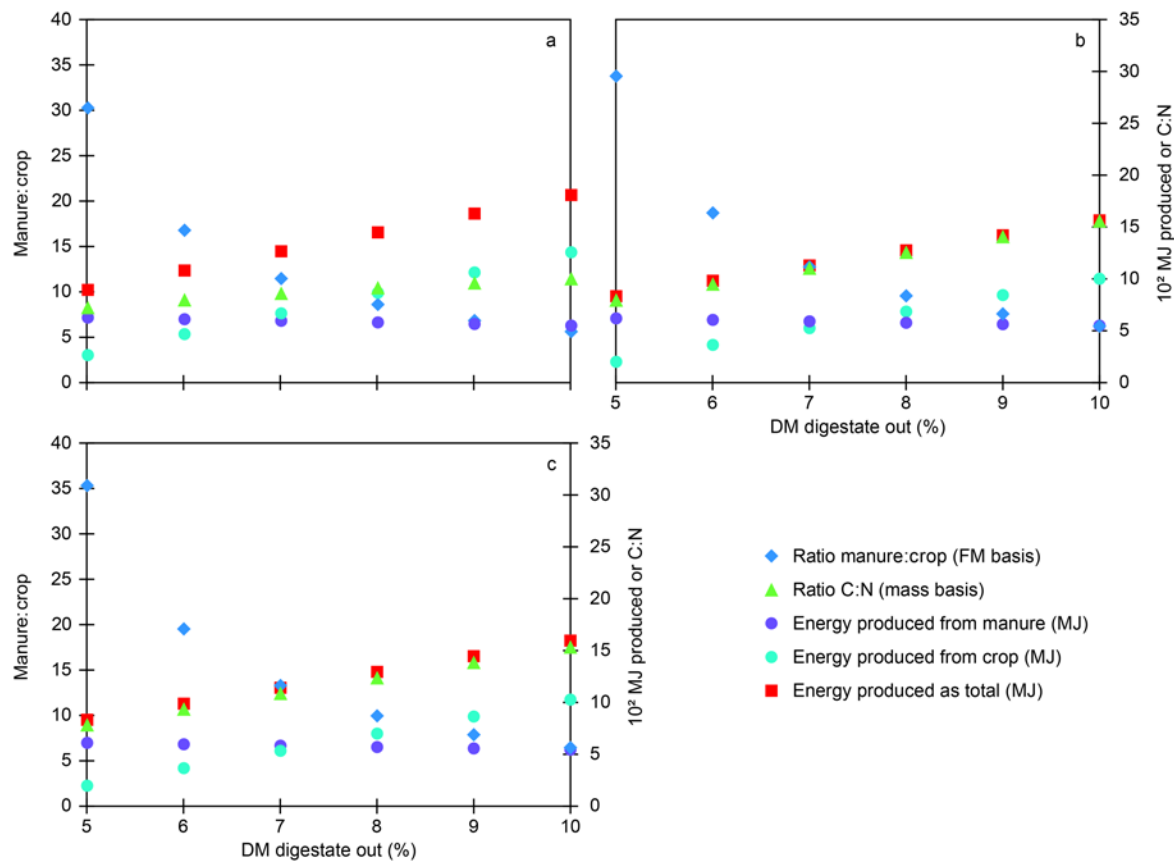 a
40
35
30
25
20
15
10
5
0
Manure:crop
b
35
30
25
20
15
10
5
0
10² MJ produced or C:N
5 6 7 8 9 10
DM digestate out (%)
c
40
35
30
25
20
15
10
5
0
Manure:crop
35
30
25
20
15
10
5
0
10² MJ produced or C:N
5 6 7 8 9 10
DM digestate out (%)
Ratio manure:crop (FM basis)
Ratio C:N (mass basis)
Energy produced from manure (MJ)
Energy produced from crop (MJ)
Energy produced as total (MJ)